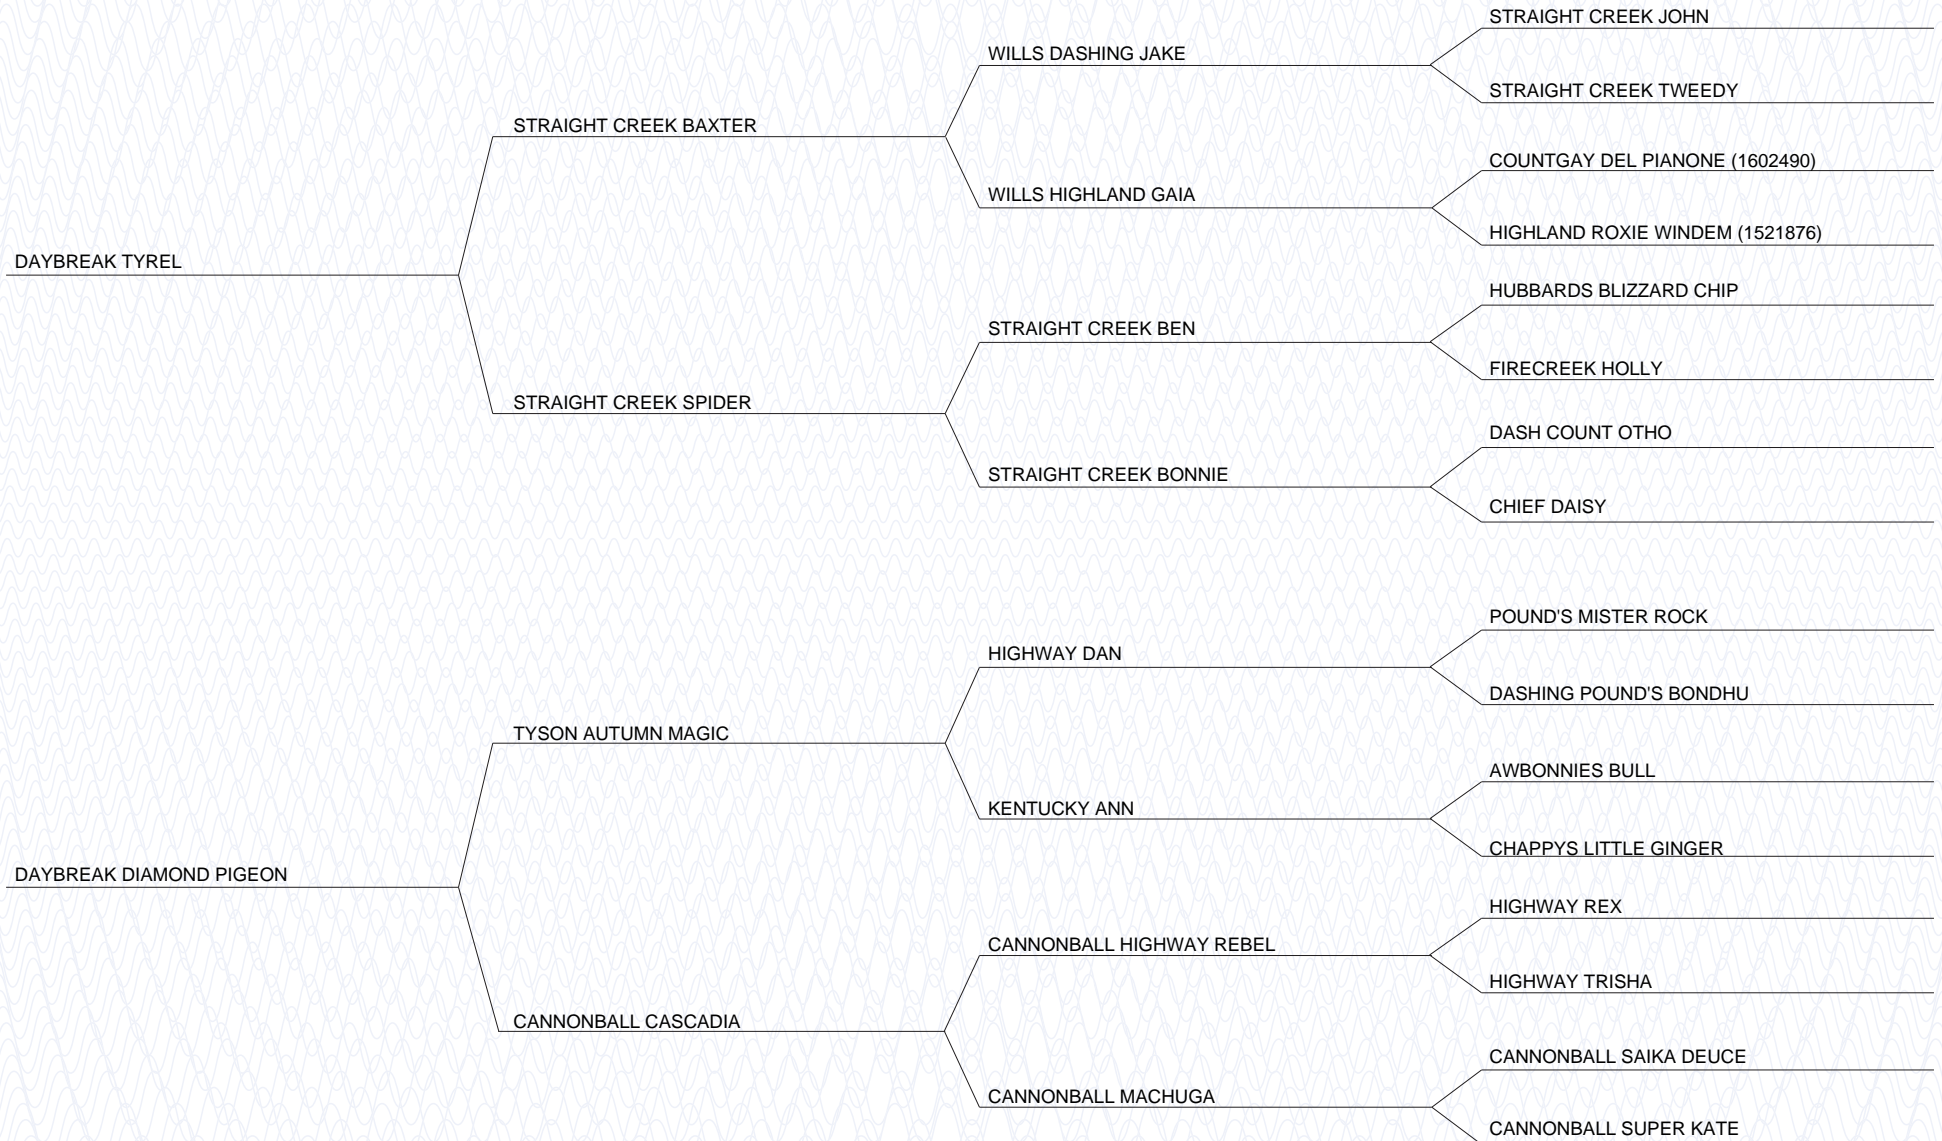 STRAIGHT CREEK JOHN
WILLS DASHING JAKE
STRAIGHT CREEK TWEEDY
STRAIGHT CREEK BAXTER
COUNTGAY DEL PIANONE (1602490)
WILLS HIGHLAND GAIA
HIGHLAND ROXIE WINDEM (1521876)
DAYBREAK TYREL
HUBBARDS BLIZZARD CHIP
STRAIGHT CREEK BEN
FIRECREEK HOLLY
STRAIGHT CREEK SPIDER
DASH COUNT OTHO
STRAIGHT CREEK BONNIE
CHIEF DAISY
POUND'S MISTER ROCK
HIGHWAY DAN
DASHING POUND'S BONDHU
TYSON AUTUMN MAGIC
AWBONNIES BULL
KENTUCKY ANN
CHAPPYS LITTLE GINGER
DAYBREAK DIAMOND PIGEON
HIGHWAY REX
CANNONBALL HIGHWAY REBEL
HIGHWAY TRISHA
CANNONBALL CASCADIA
CANNONBALL SAIKA DEUCE
CANNONBALL MACHUGA
CANNONBALL SUPER KATE